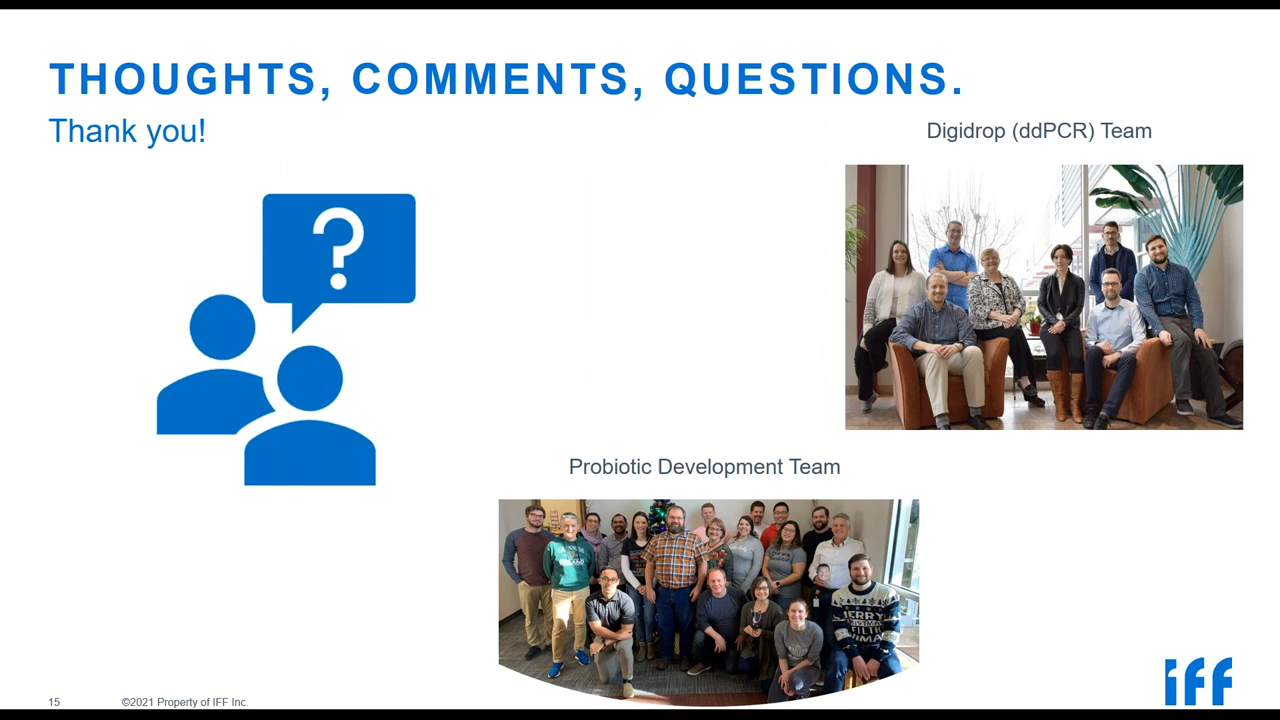 THOUGHTS, COMMENTS, QUESTIONS.
Thank you!
Digidrop (ddPCR) Team
?
Probiotic Development Team
15 ©2021 Property of IFF Inc.
iff